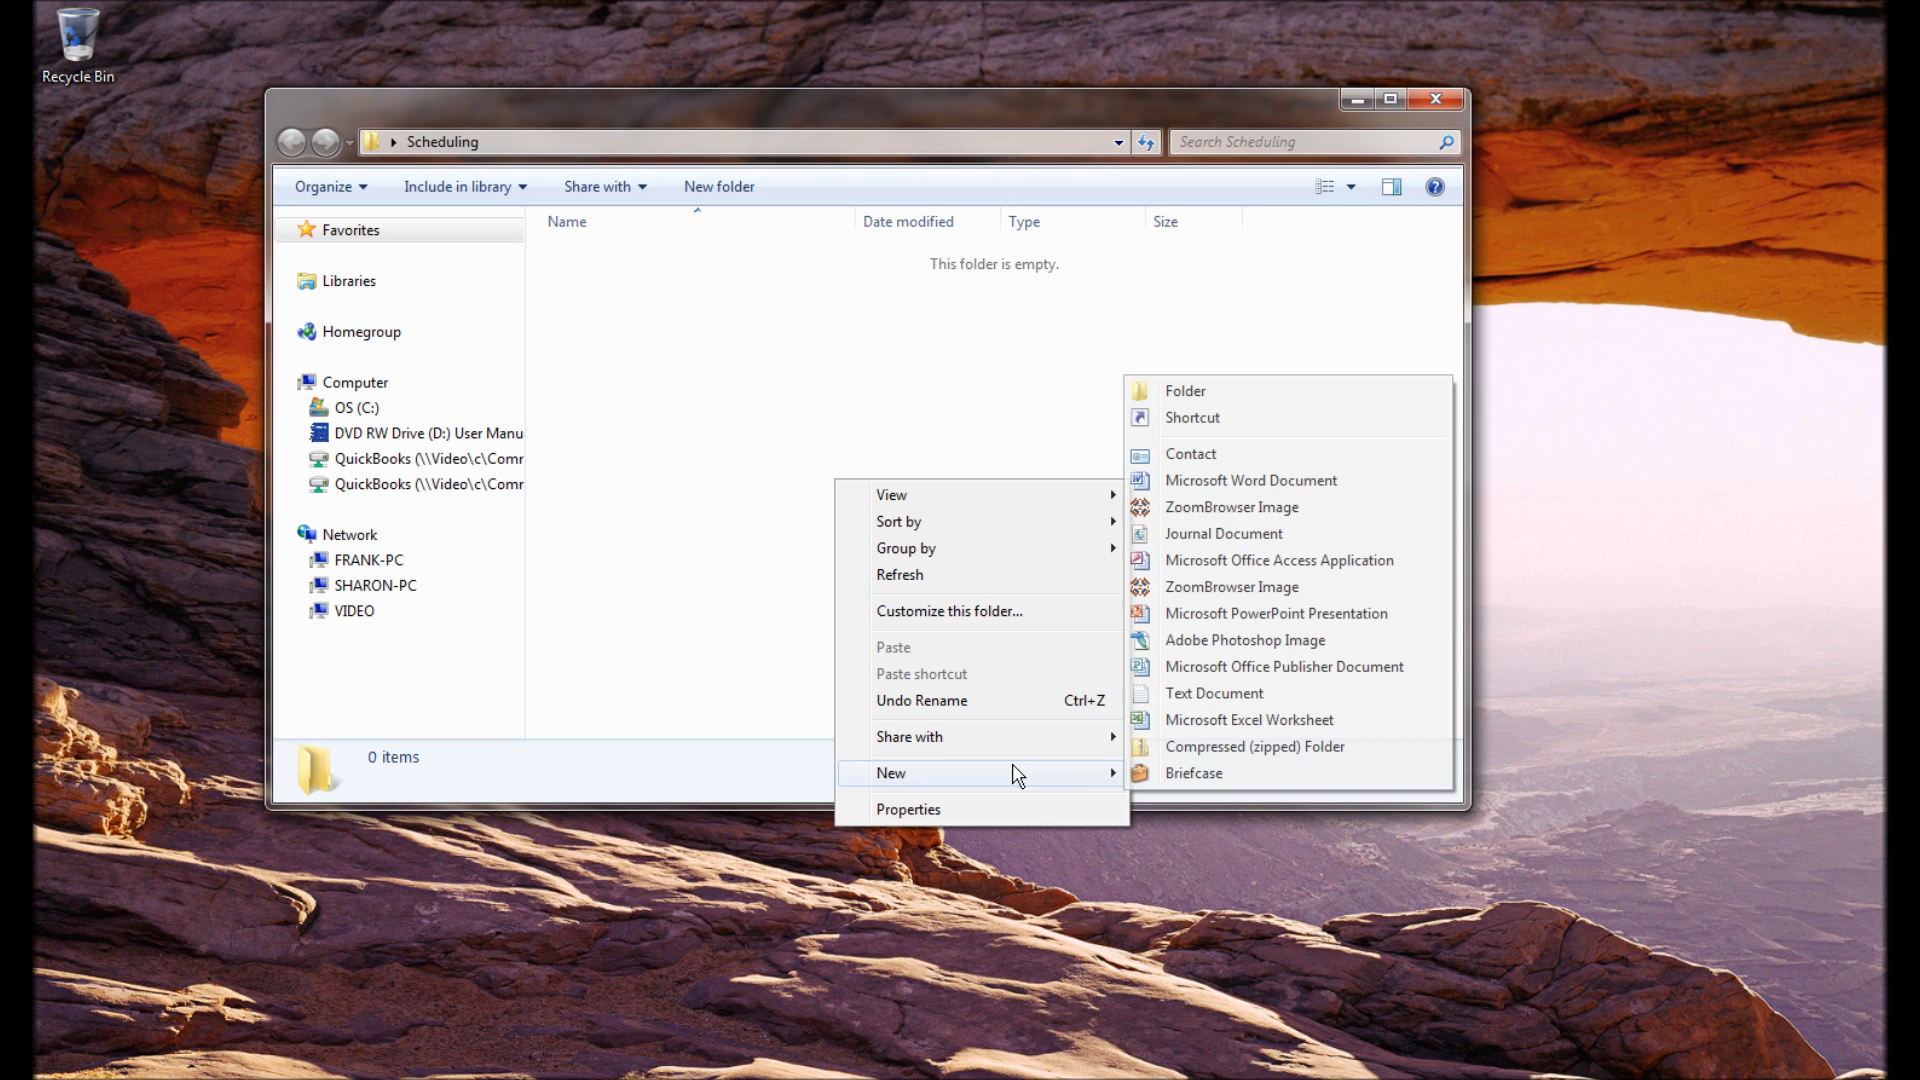 Recycle Bin
Scheduling
Search Scheduling
Organize
Include in library
Share with
New folder
Name
Date modified
Type
Size
This folder is empty.
Favorites
Libraries
Homegroup
Computer
OS (C:)
DVD RW Drive (D:) User Manu
QuickBooks (\\Video\c\Comr
QuickBooks (\\Video\c\Comr
Network
FRANK-PC
SHARON-PC
VIDEO
0 items
View
Sort by
Group by
Refresh
Customize this folder...
Paste
Paste shortcut
Undo Rename Ctrl+Z
Share with
New
Properties
Folder
Shortcut
Contact
Microsoft Word Document
ZoomBrowser Image
Journal Document
Microsoft Office Access Application
ZoomBrowser Image
Microsoft PowerPoint Presentation
Adobe Photoshop Image
Microsoft Office Publisher Document
Text Document
Microsoft Excel Worksheet
Compressed (zipped) Folder
Briefcase